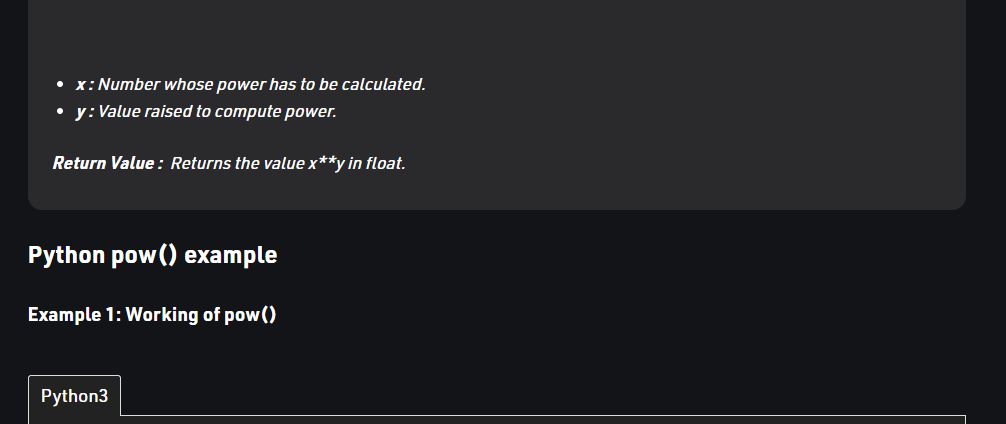 • x : Number whose power has to be calculated.
• y : Value raised to compute power.
Return Value : Returns the value x**y in float.
Python pow() example
Example 1: Working of pow()
Python3